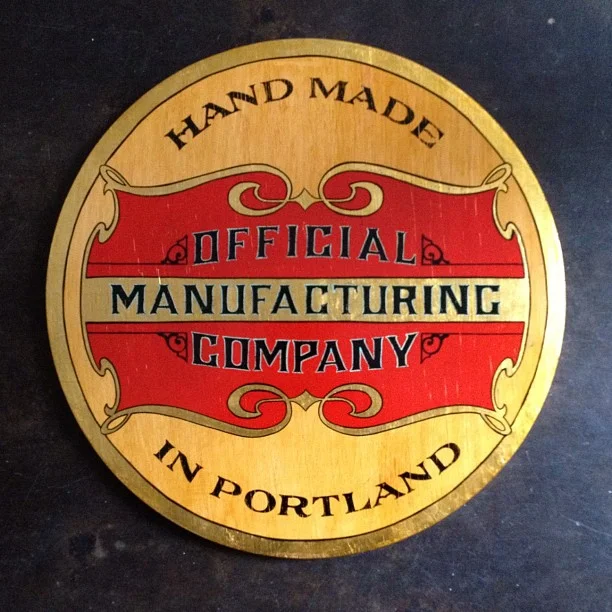 HAND MADE
OFFICIAL
MANUFACTURING
COMPANY
IN PORTLAND